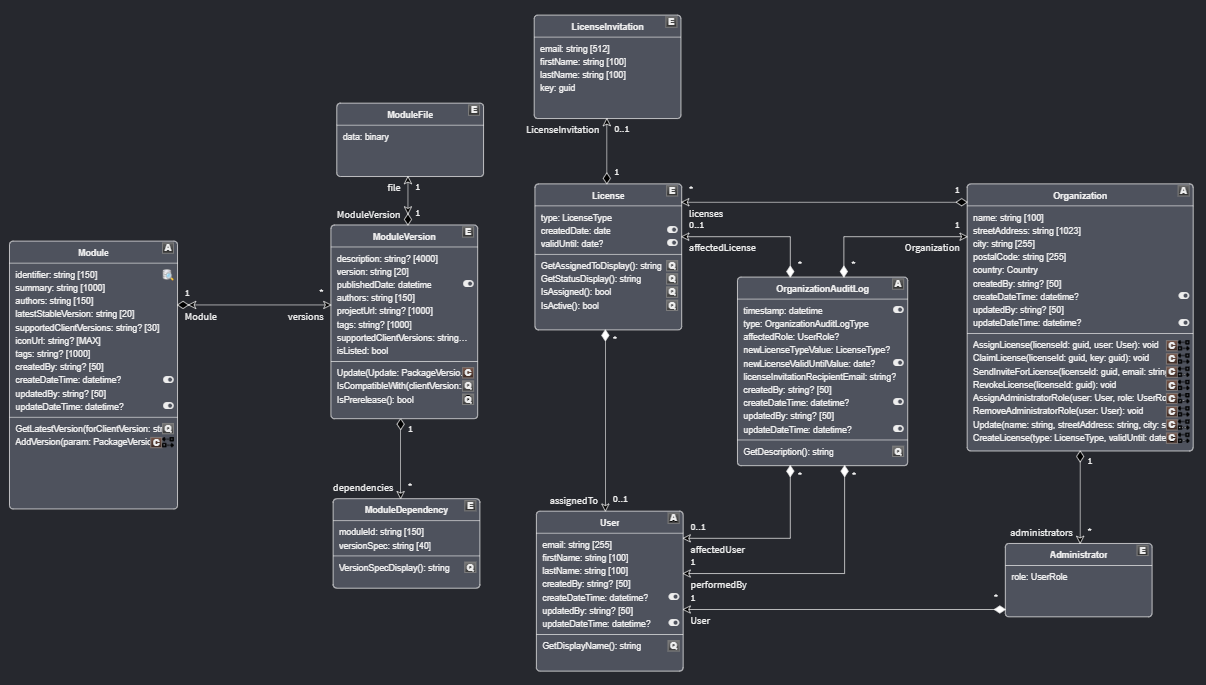 LicenseInvitation E
email: string [512]
firstName: string [100]
lastName: string [100]
key: guid
LicenseInvitation 0..1
1
ModuleFile E
data: binary
file 1
ModuleVersion 1
ModuleVersion E
description: string? [4000]
version: string [20]
publishedDate: datetime
authors: string [150]
projectUrl: string? [1000]
tags: string? [1000]
supportedClientVersions: string...
isListed: bool
Update(Update: PackageVersio C
IsCompatibleWith(clientVersion: Q
IsPrerelease(): bool Q
1
dependencies *
ModuleDependency E
moduleId: string [150]
versionSpec: string [40]
VersionSpecDisplay(): string Q
Module A
identifier: string [150]
summary: string [1000]
authors: string [150]
latestStableVersion: string [20]
supportedClientVersions: string? [30]
iconUrl: string? [MAX]
tags: string? [1000]
createdBy: string? [50]
createDateTime: datetime?
updatedBy: string? [50]
updateDateTime: datetime?
GetLatestVersion(forClientVersion: str Q
AddVersion(param: PackageVersic C
1
Module
*
versions
License E
type: LicenseType
createdDate: date
validUntil: date?
GetAssignedToDisplay(): string Q
GetStatusDisplay(): string Q
IsAssigned(): bool Q
IsActive(): bool Q
*
licenses
0..1
affectedLicense
*
assignedTo 0..1
1
1
Organization
Organization A
name: string [100]
streetAddress: string [1023]
city: string [255]
postalCode: string [255]
country: Country
createdBy: string? [50]
createDateTime: datetime?
updatedBy: string? [50]
updateDateTime: datetime?
AssignLicense(licenseId: guid, user: User): void C
ClaimLicense(licenseId: guid, key: guid): void C
SendInviteForLicense(licenseId: guid, email: string C
RevokeLicense(licenseId: guid): void C
AssignAdministratorRole(user: User, role: UserRo C
RemoveAdministratorRole(user: User): void C
Update(name: string, streetAddress: string, city: s C
CreateLicense(type: LicenseType, validUntil: date C
1
administrators *
* *
OrganizationAuditLog A
timestamp: datetime
type: OrganizationAuditLogType
affectedRole: UserRole?
newLicenseTypeValue: LicenseType?
newLicenseValidUntilValue: date?
licenseInvitationRecipientEmail: string?
createdBy: string? [50]
createDateTime: datetime?
updatedBy: string? [50]
updateDateTime: datetime?
GetDescription(): string Q
* *
User A
email: string [255]
firstName: string [100]
lastName: string [100]
createdBy: string? [50]
createDateTime: datetime?
updatedBy: string? [50]
updateDateTime: datetime?
GetDisplayName(): string Q
0..1
affectedUser
1
performedBy
1
User
*
Administrator E
role: UserRole